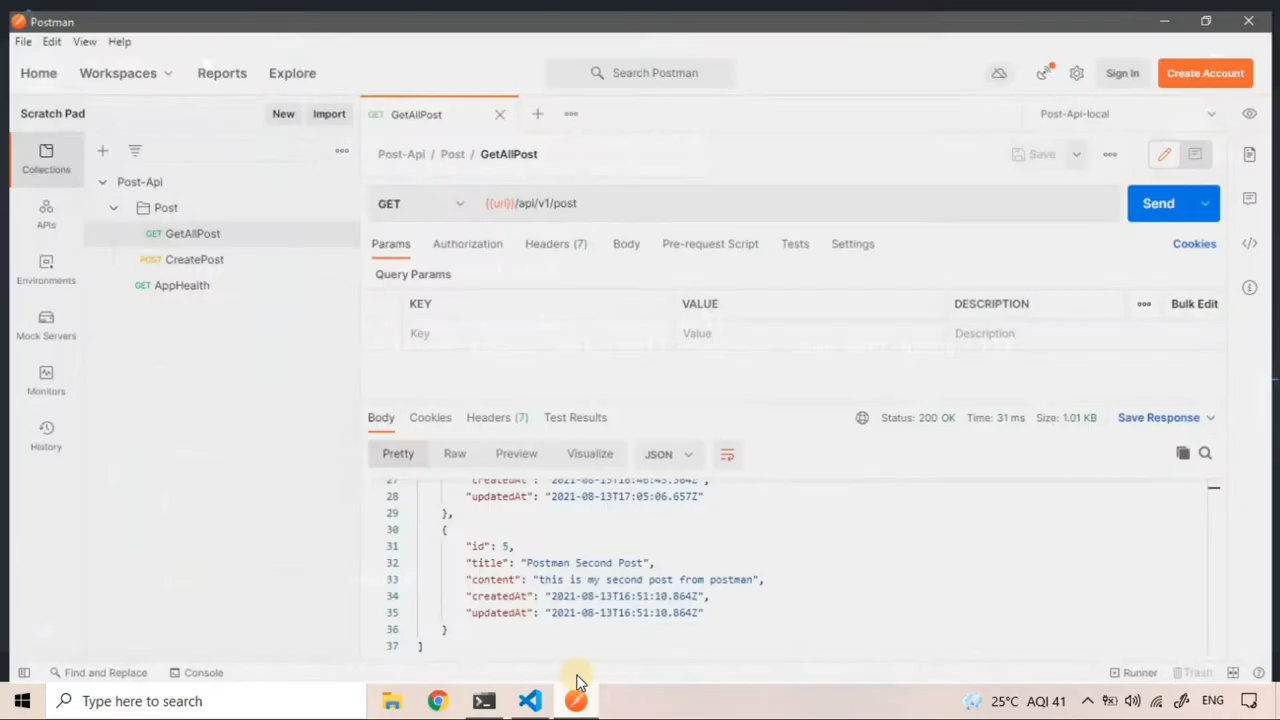 Postman
File Edit View Help
Home Workspaces Reports Explore Search Postman Sign In Create Account
Scratch Pad New Import GET GetAllPost Post-Api-local
Collections
APIs
Environments
Mock Servers
Monitors
History
Post-Api
Post
GET GetAllPost
POST CreatePost
GET AppHealth
Post-Api / Post / GetAllPost Save
GET {{url}}/api/v1/post Send
Params Authorization Headers (7) Body Pre-request Script Tests Settings Cookies
Query Params
KEY VALUE DESCRIPTION Bulk Edit
Key Value Description
Body Cookies Headers (7) Test Results Status: 200 OK Time: 31 ms Size: 1.01 KB Save Response
Pretty Raw Preview Visualize JSON
27 "createdAt":
28 "updatedAt": "2021-08-13T17:05:06.657Z"
29 },
30 {
31 "id": 5,
32 "title": "Postman Second Post",
33 "content": "this is my second post from postman",
34 "createdAt": "2021-08-13T16:51:10.864Z",
35 "updatedAt": "2021-08-13T16:51:10.864Z"
36 }
37 ]
Find and Replace Console Runner Trash
Type here to search 25°C AQI 41 ENG